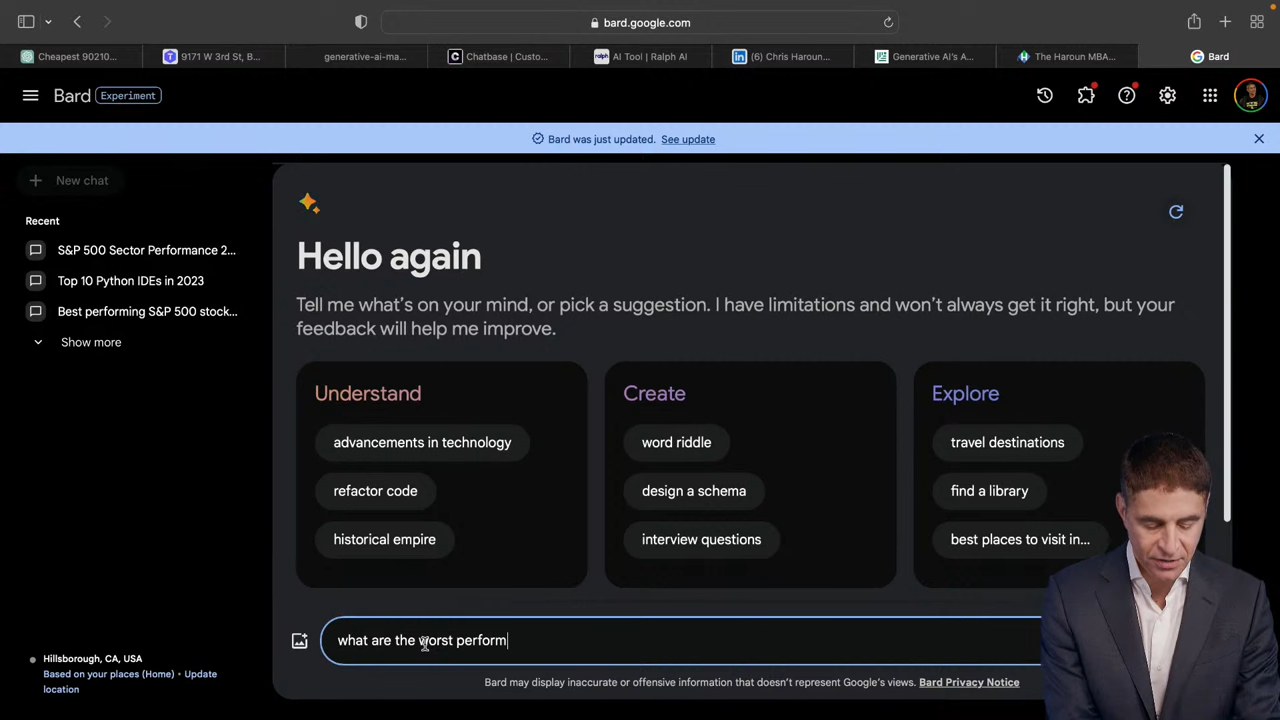 bard.google.com
Cheapest 90210...
9171 W 3rd St, B...
generative-ai-ma...
Chatbase | Custo...
AI Tool | Ralph AI
(6) Chris Haroun...
Generative AI's A...
The Haroun MBA...
Bard
Bard Experiment
Bard was just updated. See update
New chat
Recent
S&P 500 Sector Performance 2...
Top 10 Python IDEs in 2023
Best performing S&P 500 stock...
Show more
Hello again
Tell me what's on your mind, or pick a suggestion. I have limitations and won't always get it right, but your
feedback will help me improve.
Understand
advancements in technology
refactor code
historical empire
Create
word riddle
design a schema
interview questions
Explore
travel destinations
find a library
best places to visit in...
what are the worst perform
Bard may display inaccurate or offensive information that doesn't represent Google's views. Bard Privacy Notice
Hillsborough, CA, USA
Based on your places (Home) • Update
location